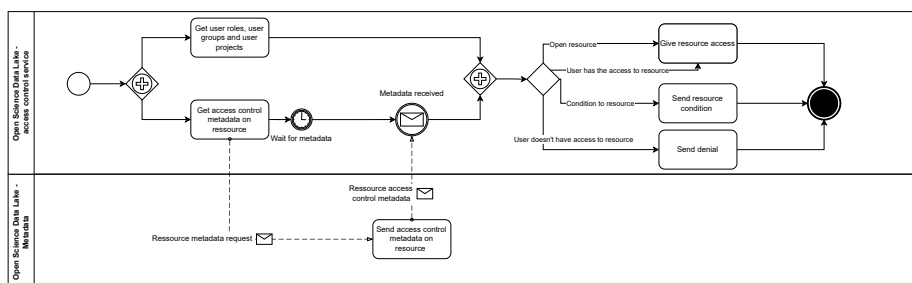 Open Science Data Lake -
access control service
Get user roles, user
groups and user
projects
Get access control
metadata on
ressource
Wait for metadata
Metadata received
Open resource
Give resource access
User has the access to resource
Condition to resource
Send resource
condition
User doesn't have access to resource
Send denial
Open Science Data Lake -
Metadata
Ressource access
control metadata
Ressource metadata request
Send access control
metadata on
resource